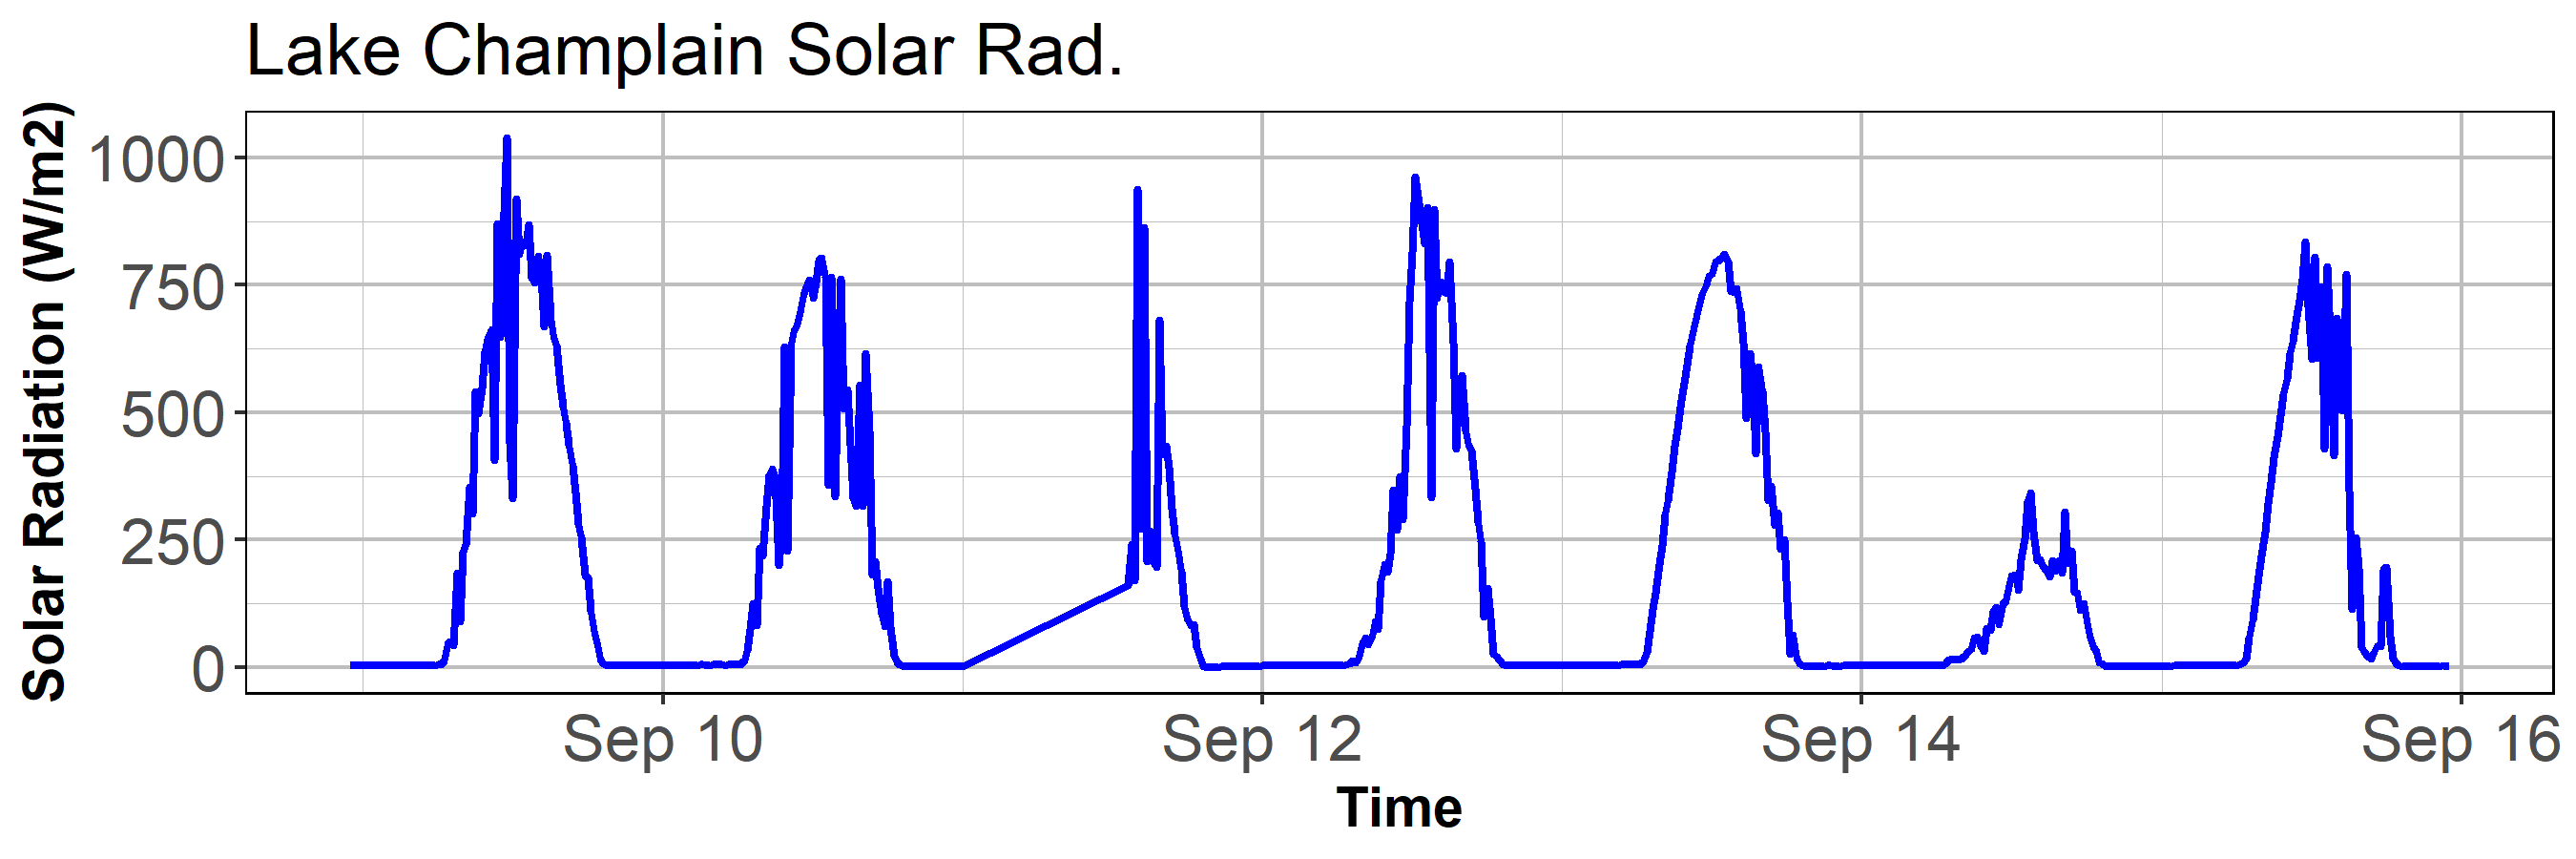 Lake Champlain Solar Rad.
Solar Radiation (W/m2)
1000
750
500
250
0
Sep 10 Sep 12 Sep 14 Sep 16
Time